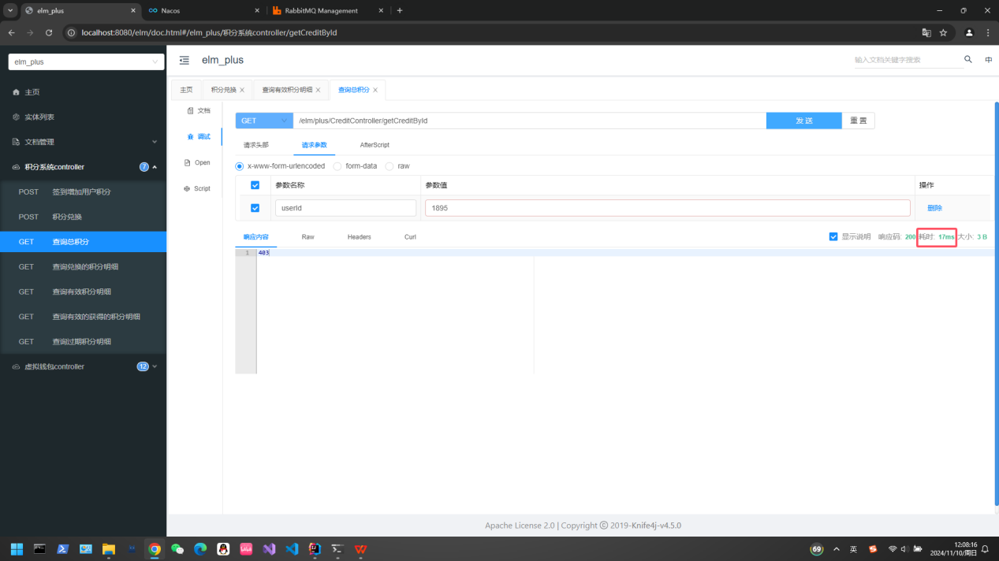 elm_plus
Nacos
RabbitMQ Management
localhost:8080/elm/doc.html#/elm_plus/积分系统controller/getCreditById
elm_plus
elm_plus
输入文档关键字搜索
中
主页
实体列表
文档管理
积分系统controller 7
POST 签到增加用户积分
POST 积分兑换
GET 查询总积分
GET 查询兑换的积分明细
GET 查询有效积分明细
GET 查询有效的获得的积分明细
GET 查询过期积分明细
虚拟钱包controller 12
主页 积分兑换 查询有效积分明细 查询总积分
文档
调试
Open
Script
GET /elm/plus/CreditController/getCreditById 发 送 重 置
请求头部 请求参数 AfterScript
x-www-form-urlencoded form-data raw
参数名称 参数值 操作
userId 1895 删除
响应内容 Raw Headers Curl 显示说明 响应码: 200 耗时: 17ms 大小: 3 B
1 403
Apache License 2.0 | Copyright © 2019-Knife4j-v4.5.0
69 英 12:08:16
2024/11/10/周日